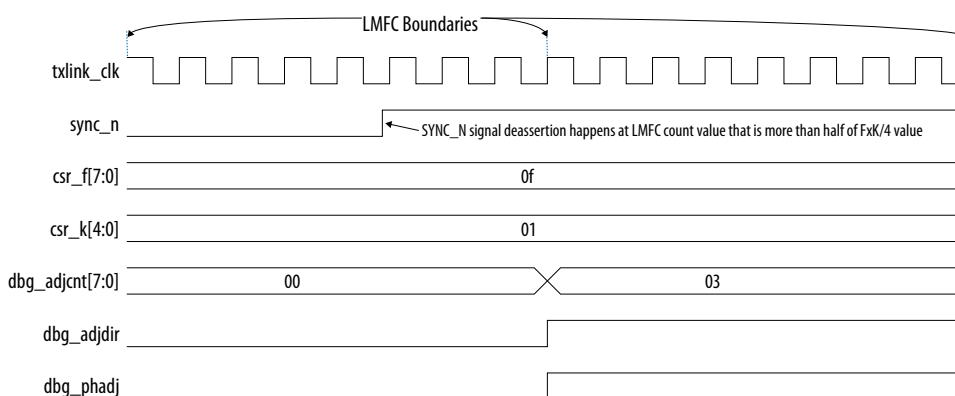 LMFC Boundaries
txlink_clk
sync_n
SYNC_N signal deassertion happens at LMFC count value that is more than half of FxK/4 value
csr_f[7:0]
0f
csr_k[4:0]
01
dbg_adjcnt[7:0]
00
03
dbg_adjdir
dbg_phadj